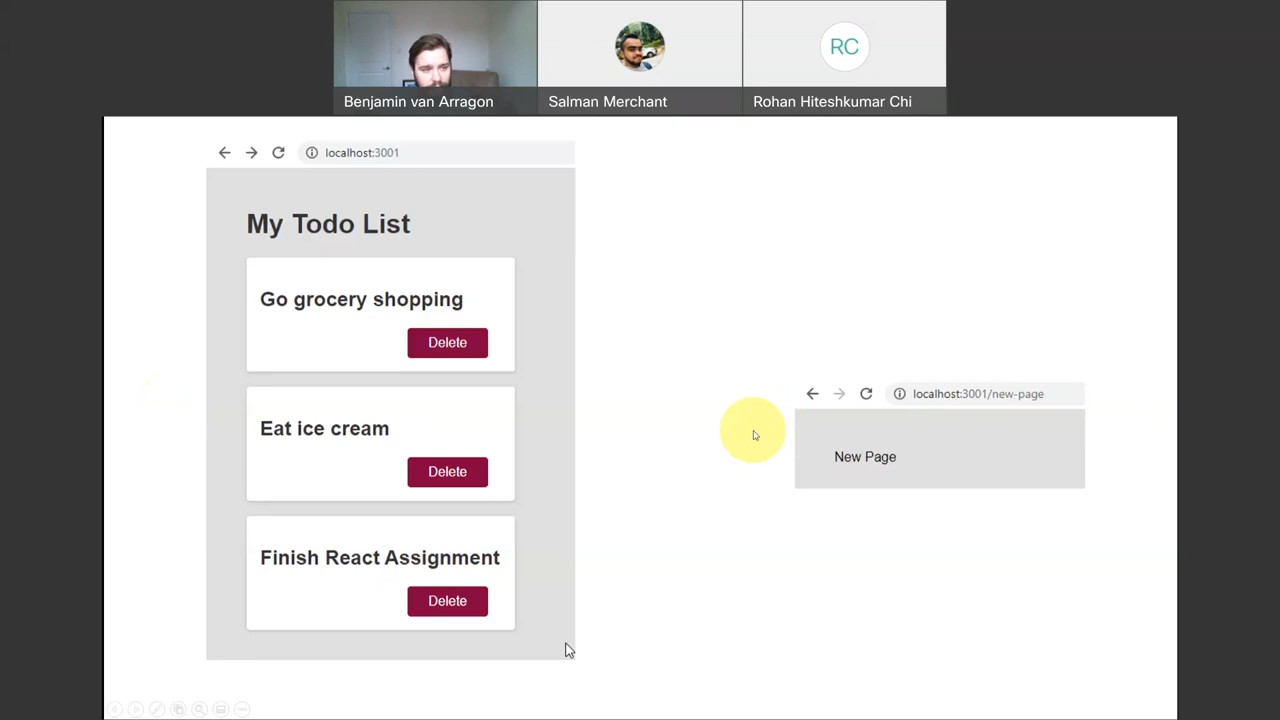 RC
Benjamin van Arragon
Salman Merchant
Rohan Hiteshkumar Chi
localhost:3001
My Todo List
Go grocery shopping
Delete
Eat ice cream
Delete
Finish React Assignment
Delete
localhost:3001/new-page
New Page